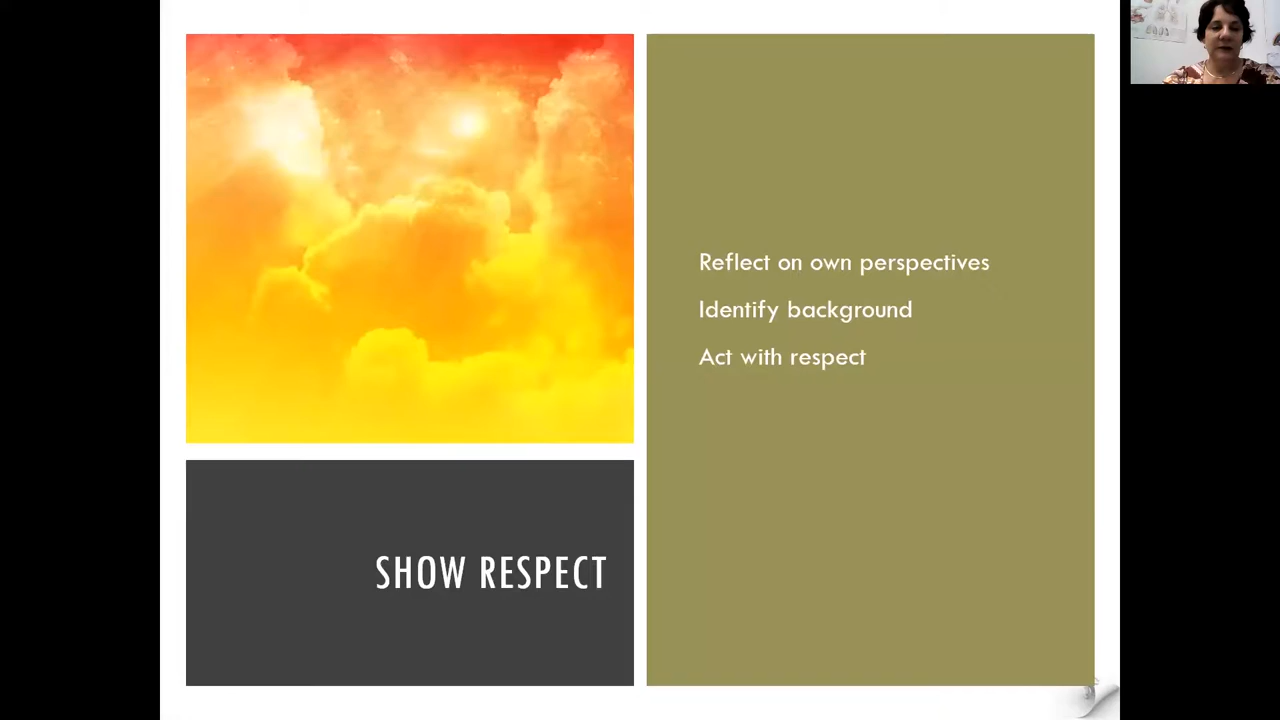 Reflect on own perspectives
Identify background
Act with respect
SHOW RESPECT